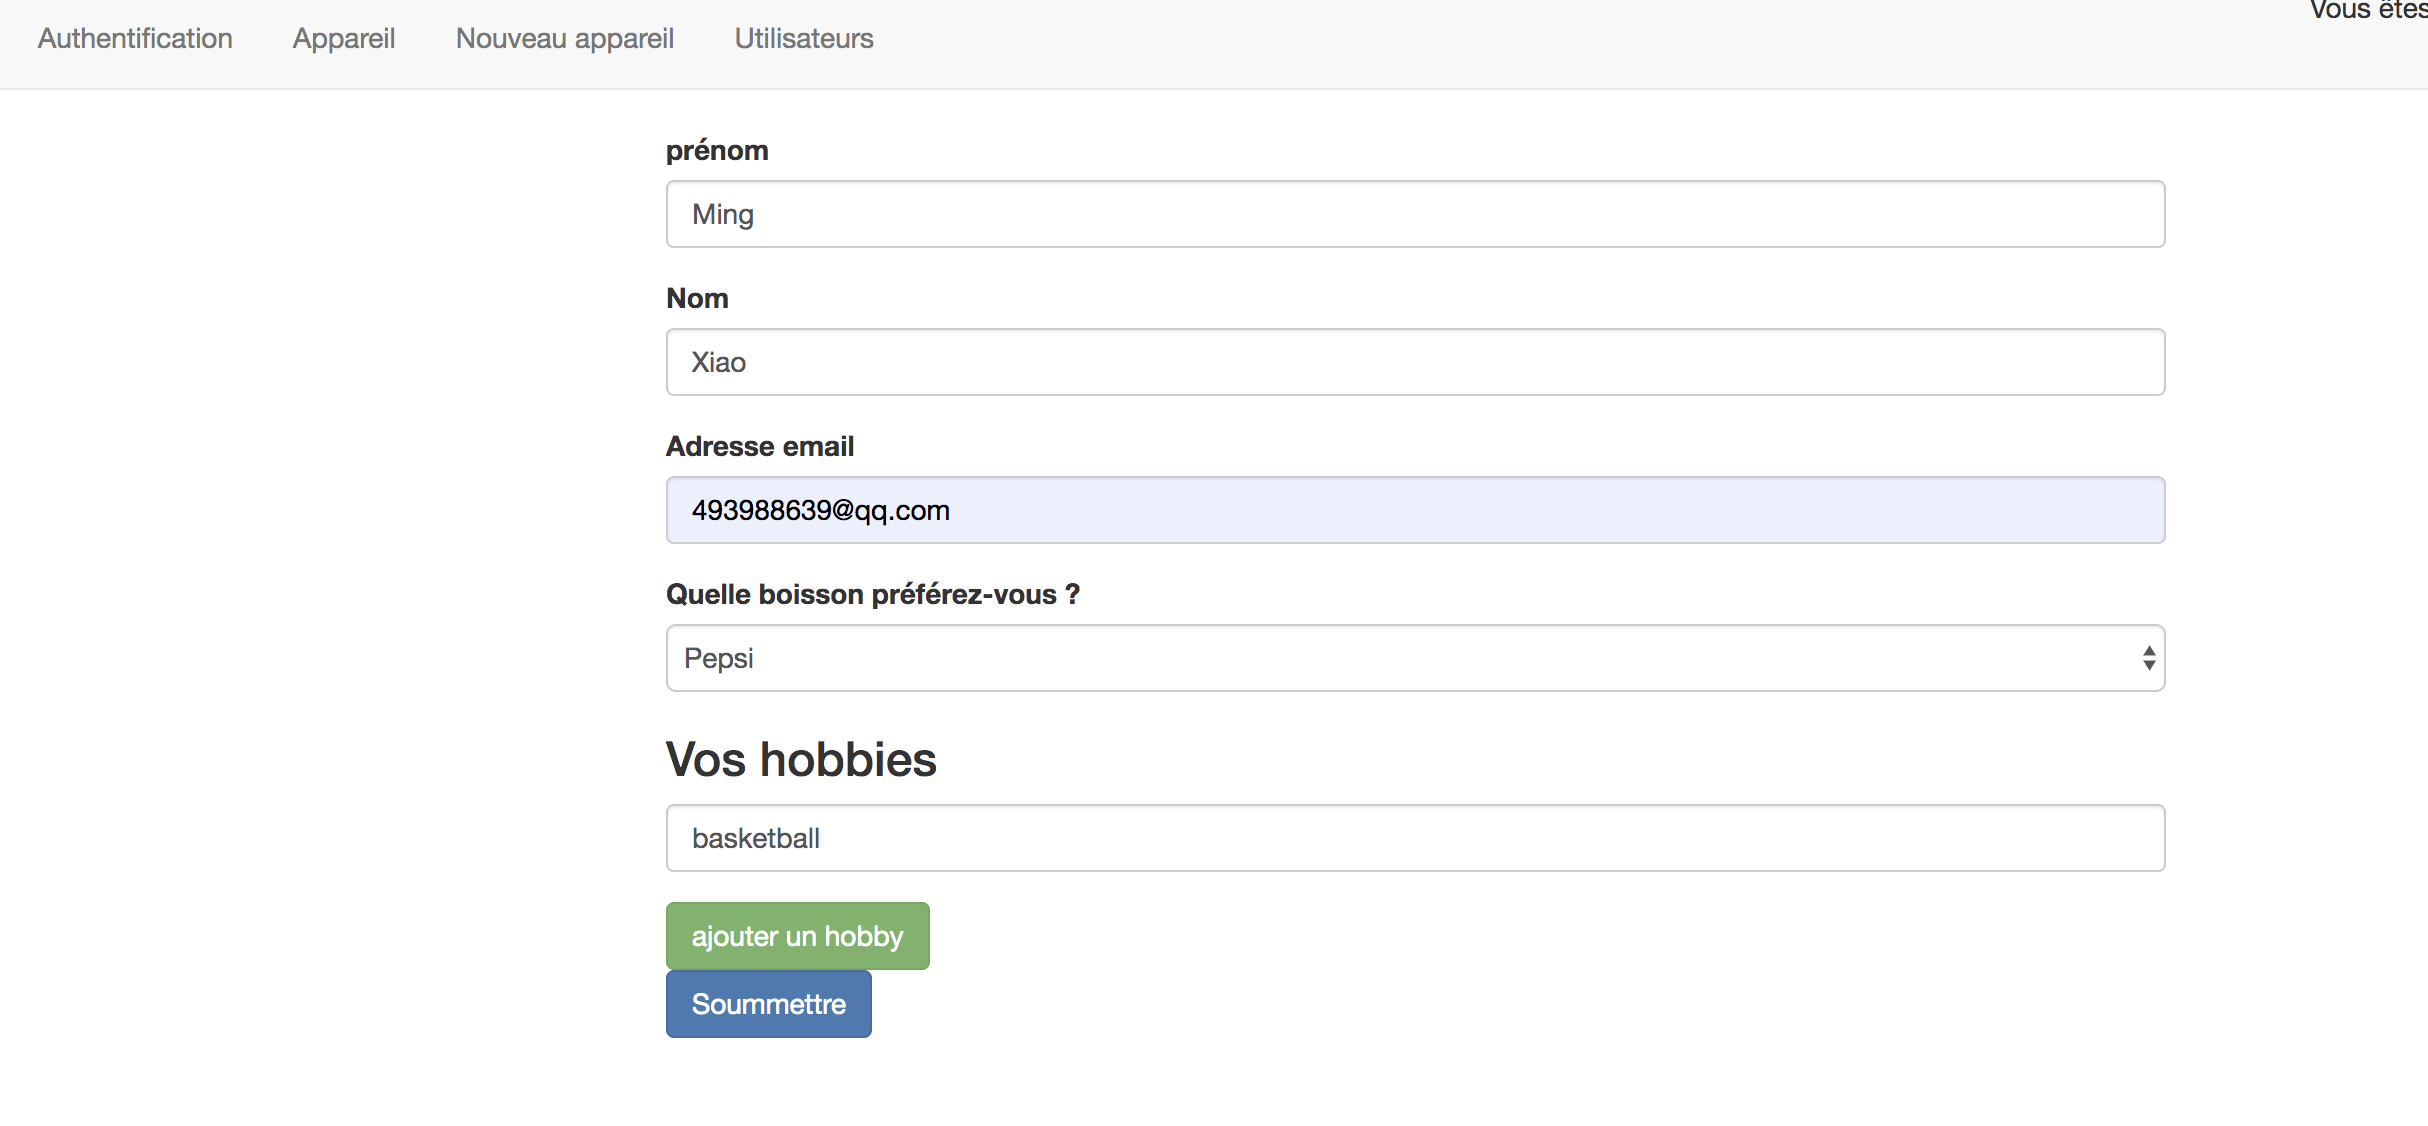 Vous êtes
Authentification Appareil Nouveau appareil Utilisateurs
prénom
Ming
Nom
Xiao
Adresse email
493988639@qq.com
Quelle boisson préférez-vous ?
Pepsi
Vos hobbies
basketball
ajouter un hobby
Soummettre